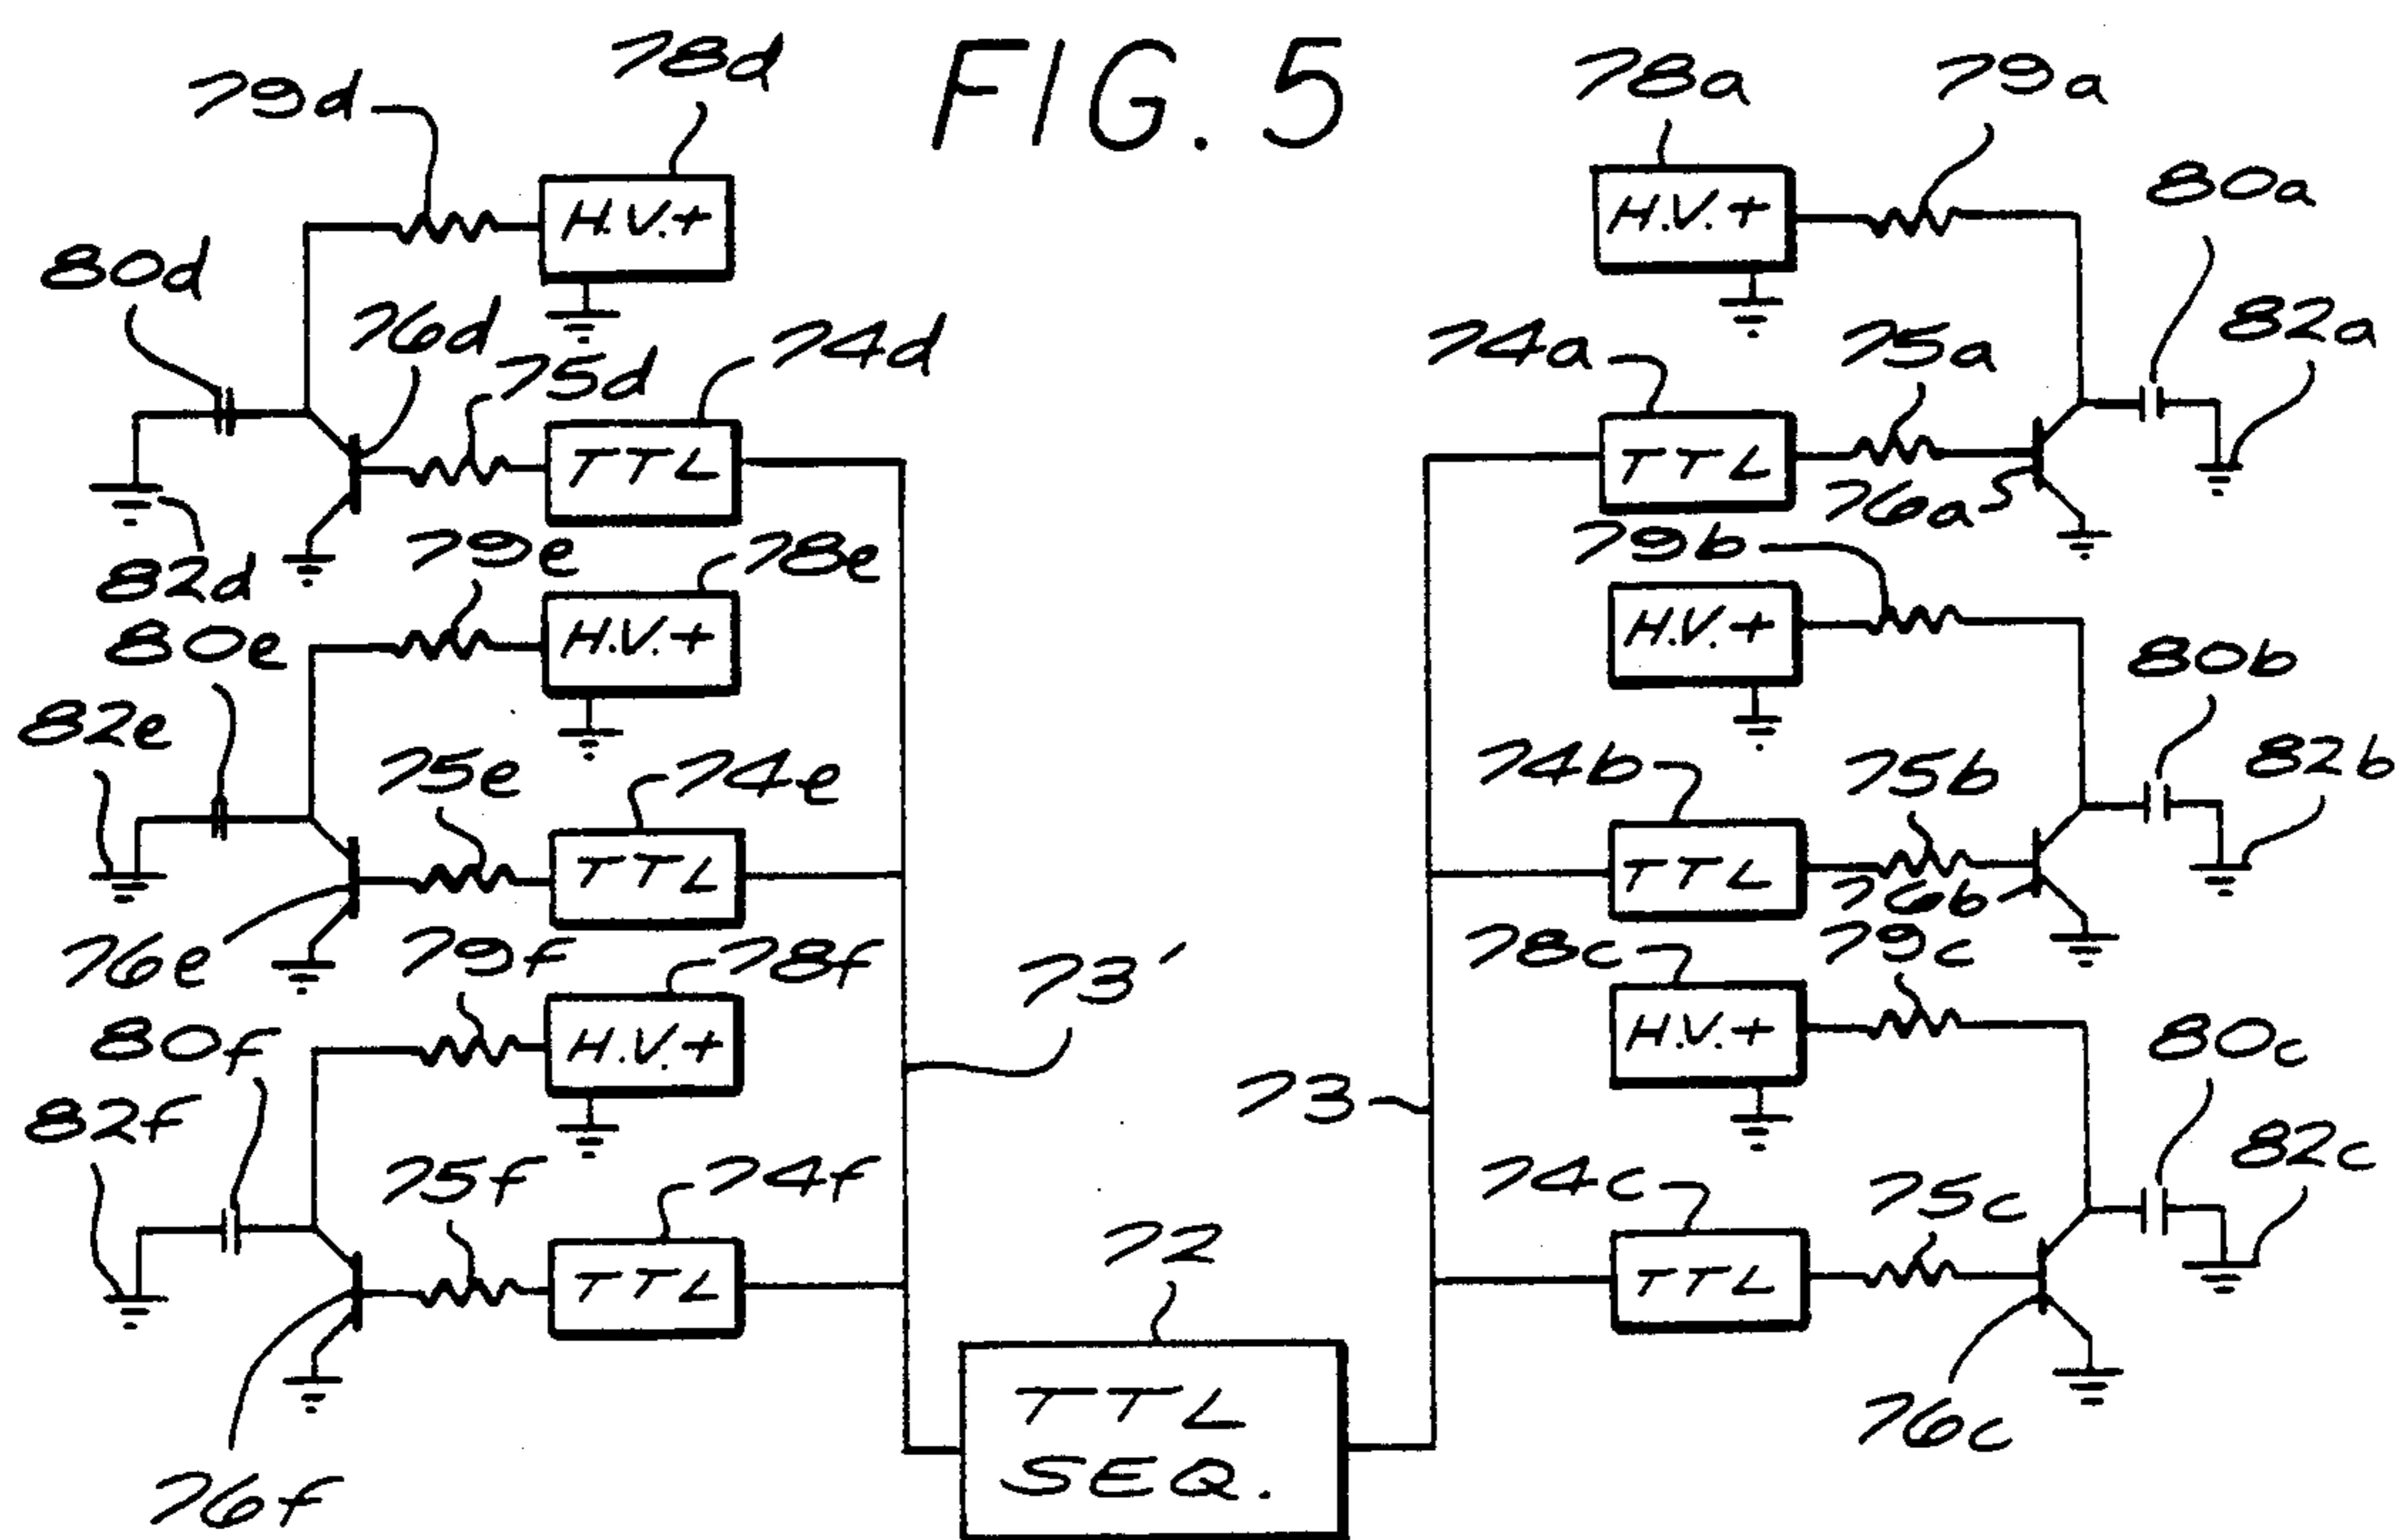 FIG. 5
78d
79d
H.V.+
80d
76d
75d
74d
TTL
82d
79e
78e
H.V.+
80e
82e
75e
74e
TTL
76e
79f
78f
H.V.+
80f
82f
75f
74f
TTL
76f
73'
72
TTL
SEQ.
73
78a
79a
H.V.+
80a
82a
74a
75a
TTL
76a
79b
H.V.+
80b
82b
74b
75b
TTL
76b
78c
79c
H.V.+
80c
82c
74c
75c
TTL
76c